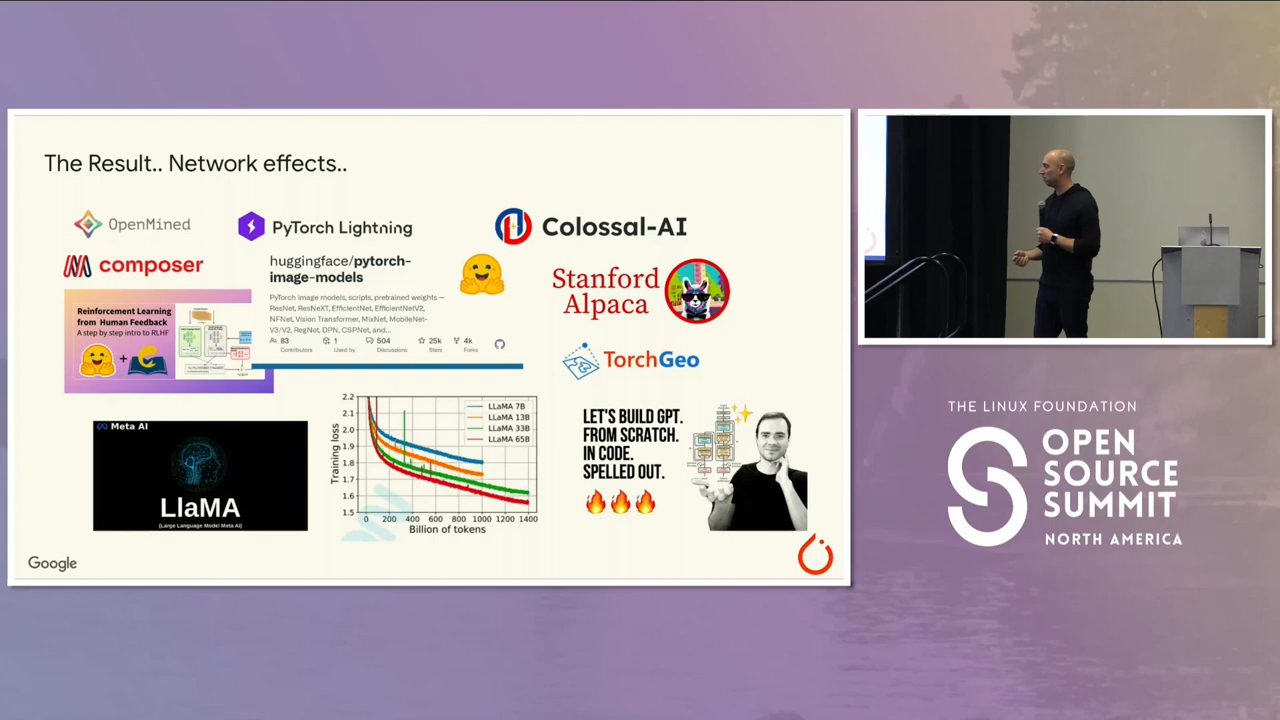 The Result.. Network effects..
OpenMined
PyTorch Lightning
Colossal-AI
composer
huggingface/pytorch-
image-models
PyTorch image models, scripts, pretrained weights --
ResNet, ResNeXT, EfficientNet, EfficientNetV2,
NFNet, Vision Transformer, MixNet, MobileNet-
V3/V2, RegNet, DPN, CSPNet, and...
83
Contributors
1
Used by
504
Discussions
25k
Stars
4k
Forks
Stanford
Alpaca
Reinforcement Learning
from Human Feedback
A step by step intro to RLHF
+
TorchGeo
Meta AI
LlaMA
(Large Language Model Meta AI)
Training loss
2.2
2.1
2.0
1.9
1.8
1.7
1.6
1.5
LLaMA 7B
LLaMA 13B
LLaMA 33B
LLaMA 65B
0 200 400 600 800 1000 1200 1400
Billion of tokens
LET'S BUILD GPT.
FROM SCRATCH.
IN CODE.
SPELLED OUT.
Google
THE LINUX FOUNDATION
OPEN
SOURCE
SUMMIT
NORTH AMERICA